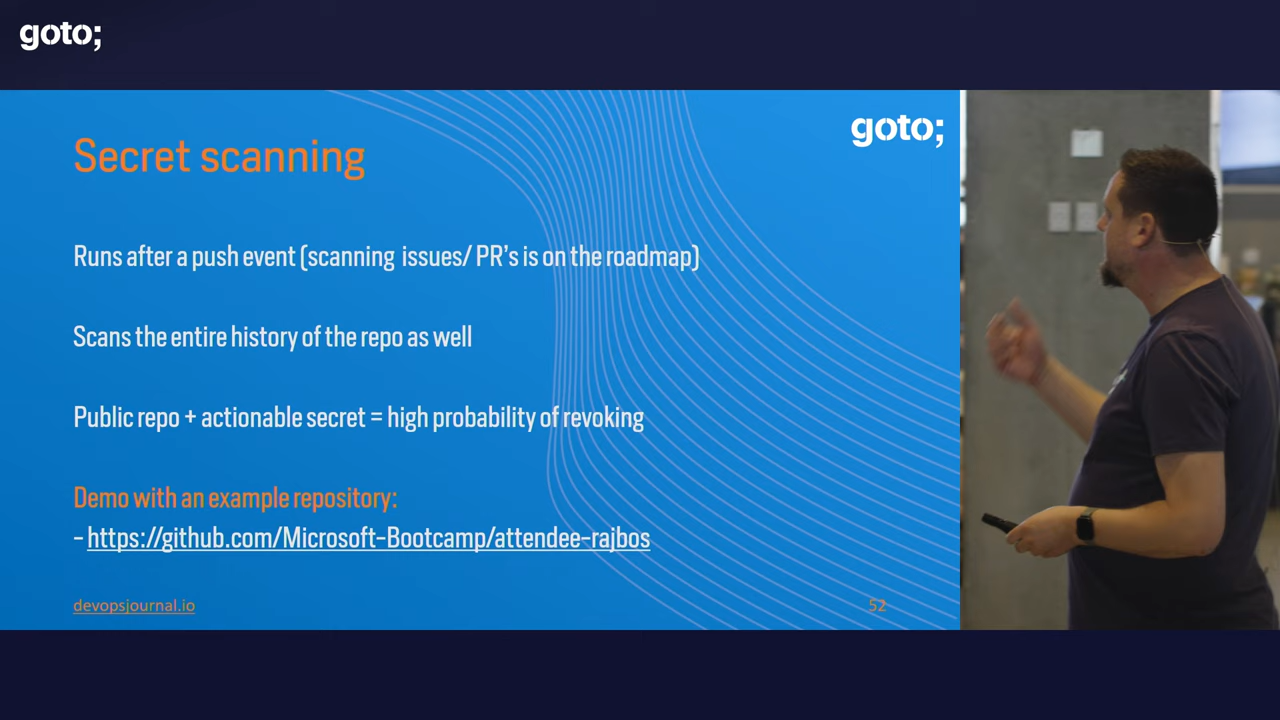 goto;
goto;
Secret scanning
Runs after a push event (scanning issues/ PR's is on the roadmap)
Scans the entire history of the repo as well
Public repo + actionable secret = high probability of revoking
Demo with an example repository:
- https://github.com/Microsoft-Bootcamp/attendee-rajbos
devopsjournal.io
52